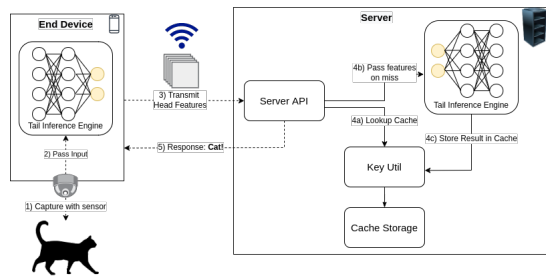 End Device
Tail Inference Engine
2) Pass Input
1) Capture with sensor
3) Transmit
Head Features
5) Response: Cat!
Server
Server API
4b) Pass features
on miss
Tail Inference Engine
4a) Lookup Cache
4c) Store Result in Cache
Key Util
Cache Storage